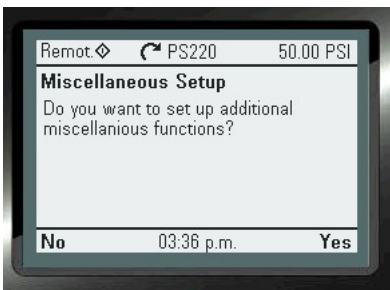 Remot. PS220 50.00 PSI
Miscellaneous Setup
Do you want to set up additional
miscellanious functions?
No 03:36 p.m. Yes